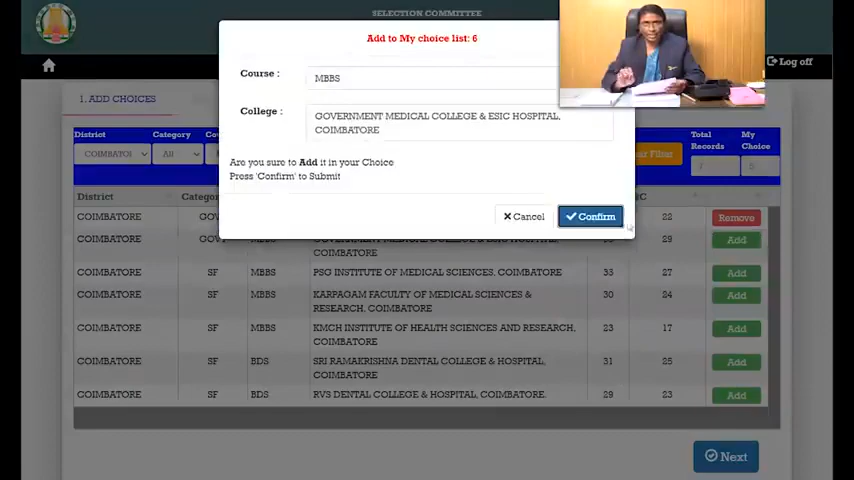 SELECTION COMMITTEE
Add to My choice list: 6
Log off
Course :
MBBS
1. ADD CHOICES
College :
GOVERNMENT MEDICAL COLLEGE & ESIC HOSPITAL,
COIMBATORE
District
Category
Total
Records
My
Choice
All
Filter
7
Are you sure to Add it in your Choice
Press 'Confirm' to Submit
District
COIMBATORE
22
Remove
Cancel
Confirm
COIMBATORE
29
Add
COIMBATORE
COIMBATORE SF MBBS PSG INSTITUTE OF MEDICAL SCIENCES, COIMBATORE 33 27 Add
COIMBATORE SF MBBS KARPAGAM FACULTY OF MEDICAL SCIENCES & 30 24 Add
RESEARCH, COIMBATORE
COIMBATORE SF MBBS KMCH INSTITUTE OF HEALTH SCIENCES AND RESEARCH, 23 17 Add
COIMBATORE
COIMBATORE SF BDS SRI RAMAKRISHNA DENTAL COLLEGE & HOSPITAL, 31 25 Add
COIMBATORE
COIMBATORE SF BDS RVS DENTAL COLLEGE & HOSPITAL, COIMBATORE. 29 23 Add
Next